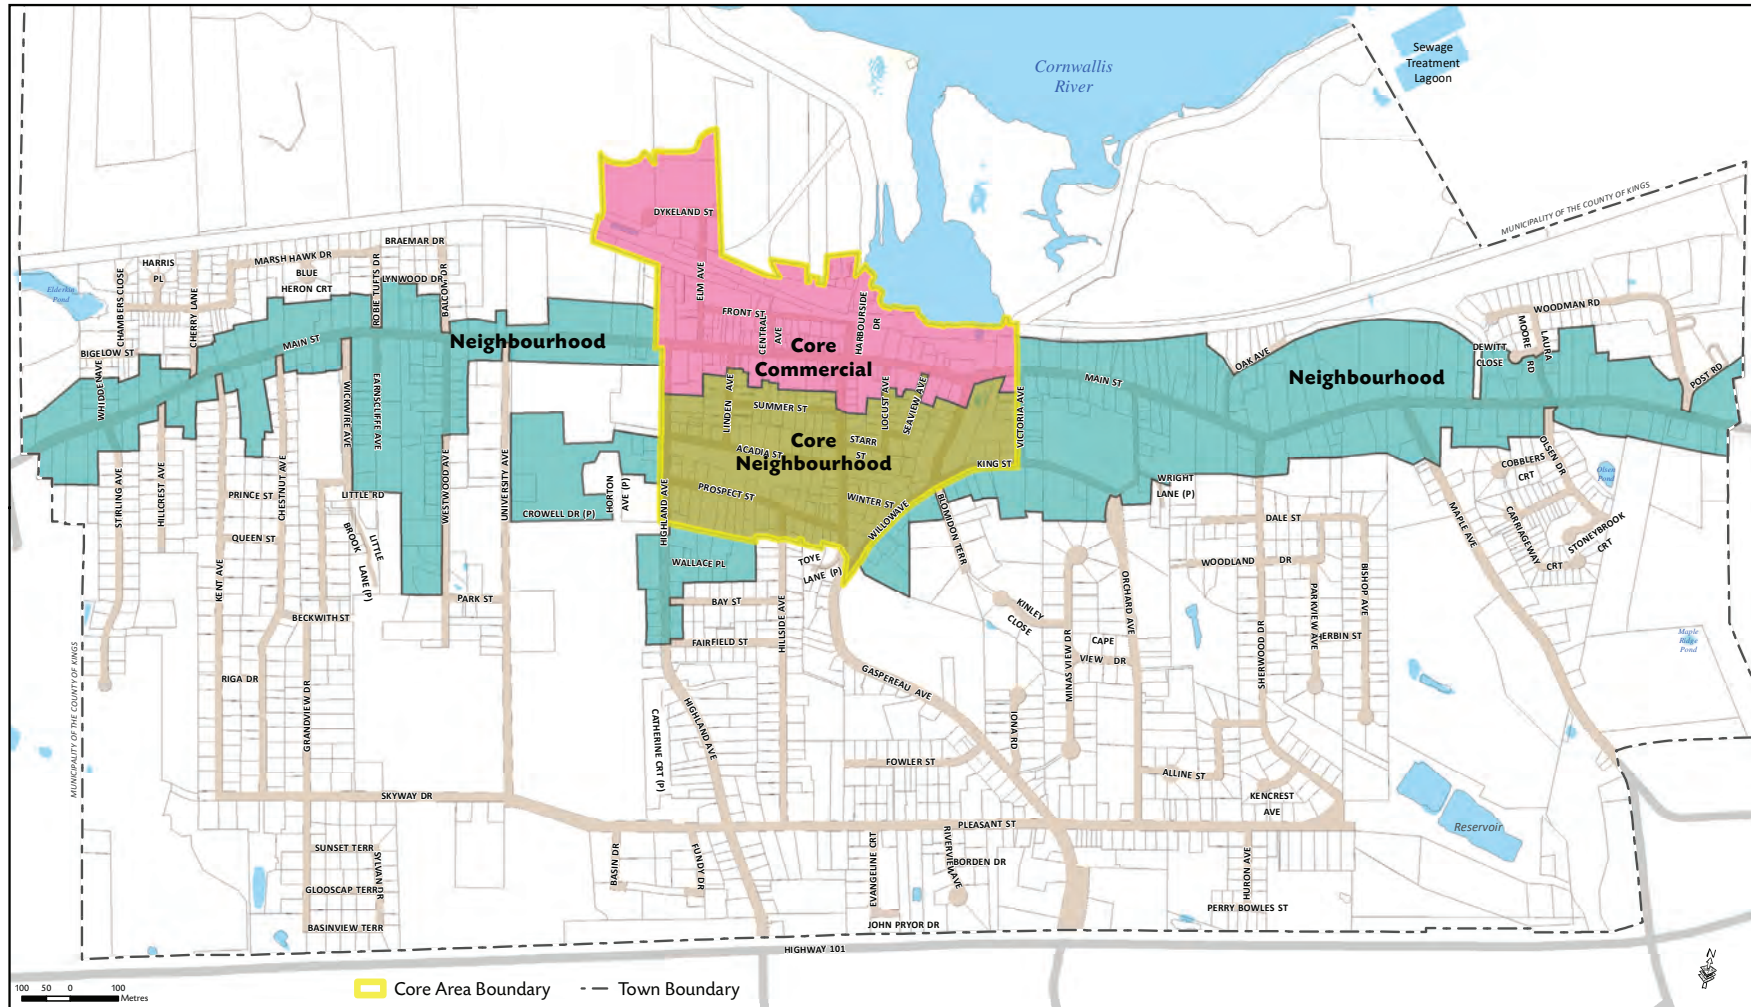 Sewage
Treatment
Lagoon
Cornwallis
River
MUNICIPALITY OF THE COUNTY OF KINGS
DYKELAND ST
BRAEMAR DR
HARRIS
PL
MARSH HAWK DR
BLUE
HERON CRT
LYNWOOD DR
ROBIE TUFTS DR
BALCOM DR
CHAMBERS CLOSE
CHERRY LANE
Elderkin
Pond
ELM AVE
FRONT ST
CENTRAL
AVE
HARBOURSIDE
DR
WOODMAN RD
MOORE
RD
LAURA
MAIN ST
Neighbourhood
Core
Commercial
BIGELOW ST
OAK AVE
DEWITT
CLOSE
POST RD
WHIDDEN AVE
WICKWIRE AVE
EARNSCLIFFE AVE
LINDEN AVE
SUMMER ST
LOCUST AVE
SEAVIEW AVE
VICTORIA AVE
MAIN ST
Neighbourhood
Core
Neighbourhood
ACADIA ST
STARR
ST
KING ST
PROSPECT ST
WINTER ST
WILLOWAVE
BLOMIDON TERR
WRIGHT
LANE (P)
COBBLERS
CRT
OLSEN DR
Olsen
Pond
STIRLING AVE
HILLCREST AVE
PRINCE ST
CHESTNUT AVE
LITTLE RD
WESTWOOD AVE
UNIVERSITY AVE
CROWELL DR (P)
HORTON
AVE (P)
HIGHLAND AVE
DALE ST
MAPLE AVE
CARRIAGEWAY
CRT
STONEYBROOK
CRT
QUEEN ST
LITTLE
BROOK
LANE (P)
KENT AVE
WALLACE PL
TOYE
LANE (P)
WOODLAND DR
ORCHARD AVE
BISHOP AVE
PARKVIEW AVE
BECKWITH ST
PARK ST
BAY ST
HILLSIDE AVE
KINLEY
CLOSE
FAIRFIELD ST
CAPE
VIEW DR
MINAS VIEW DR
SHERWOOD DR
HERBIN ST
Maple
Ridge
Pond
MUNICIPALITY OF THE COUNTY OF KINGS
RIGA DR
GRANDVIEW DR
CATHERINE CRT (P)
HIGHLAND AVE
GASPEREAU AVE
IONA RD
FOWLER ST
ALLINE ST
KENCREST
AVE
SKYWAY DR
PLEASANT ST
Reservoir
SUNSET TERR
SYLVAN DR
GLOOSCAP TERR
BASINVIEW TERR
BASIN DR
FUNDY DR
EVANGELINE CRT
RIVERVIEW AVE
BORDEN DR
JOHN PRYOR DR
HURON AVE
PERRY BOWLES ST
HIGHWAY 101
N
100 50 0 100
Metres
Core Area Boundary
Town Boundary